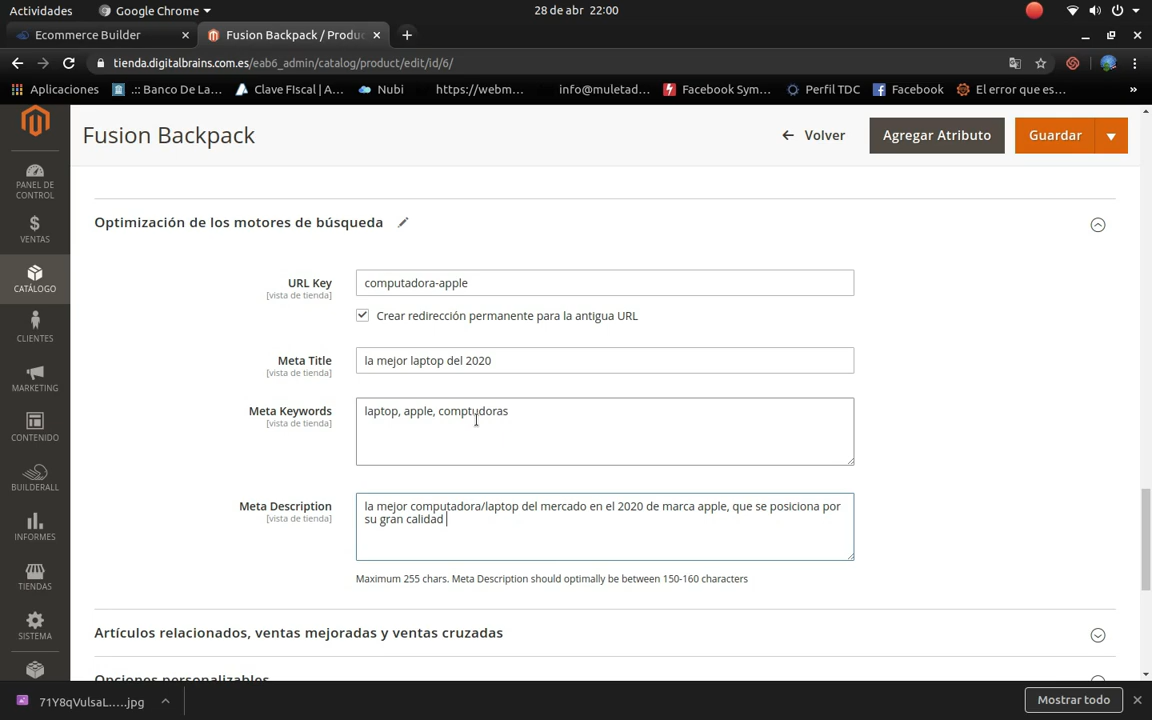 Actividades
Google Chrome
28 de abr 22:00
Ecommerce Builder
Fusion Backpack / Produc
tienda.digitalbrains.com.es/eab6_admin/catalog/product/edit/id/6/
Aplicaciones
.:: Banco De La...
Clave FIscal | A...
Nubi
https://webm...
info@muletad...
Facebook Sym...
Perfil TDC
Facebook
El error que es...
»
Fusion Backpack
Volver
Agregar Atributo
Guardar
PANEL DE
CONTROL
VENTAS
CATÁLOGO
CLIENTES
MARKETING
CONTENIDO
BUILDERALL
INFORMES
TIENDAS
SISTEMA
Optimización de los motores de búsqueda
URL Key
[vista de tienda]
computadora-apple
Crear redirección permanente para la antigua URL
Meta Title
[vista de tienda]
la mejor laptop del 2020
Meta Keywords
[vista de tienda]
laptop, apple, comptudoras
Meta Description
[vista de tienda]
la mejor computadora/laptop del mercado en el 2020 de marca apple, que se posiciona por
su gran calidad
Maximum 255 chars. Meta Description should optimally be between 150-160 characters
Artículos relacionados, ventas mejoradas y ventas cruzadas
Opciones personalizables
71Y8qVulsaL.....jpg
Mostrar todo